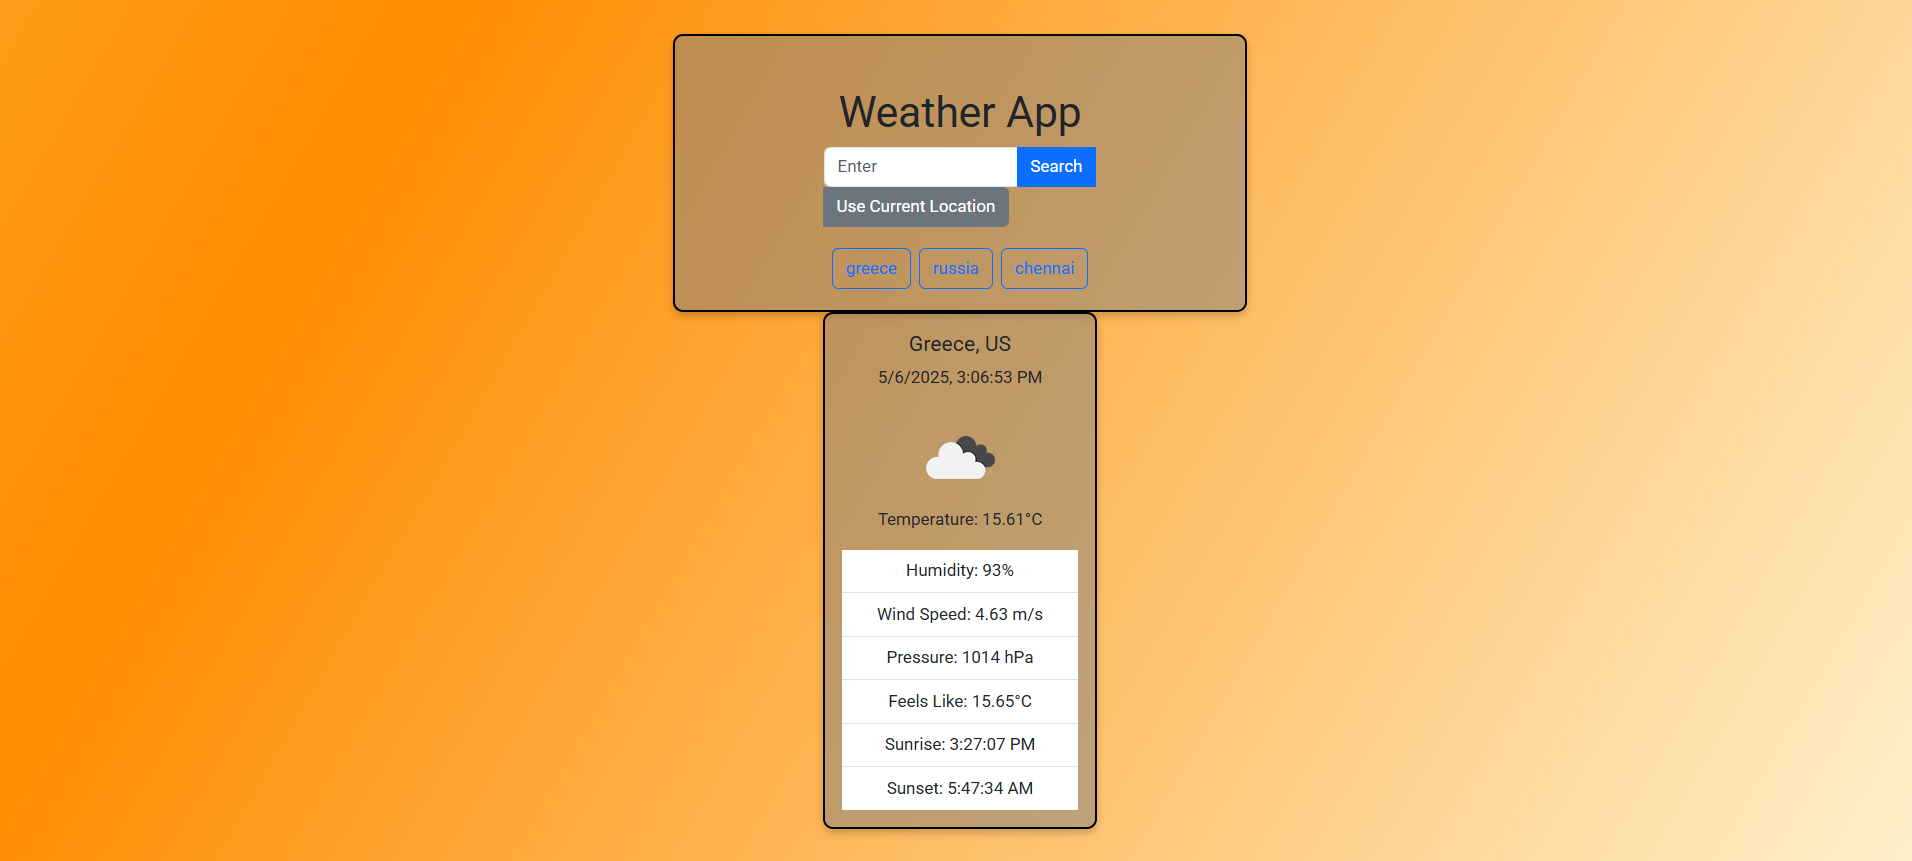 Weather App
Enter
Search
Use Current Location
greece russia chennai
Greece, US
5/6/2025, 3:06:53 PM
Temperature: 15.61°C
Humidity: 93%
Wind Speed: 4.63 m/s
Pressure: 1014 hPa
Feels Like: 15.65°C
Sunrise: 3:27:07 PM
Sunset: 5:47:34 AM